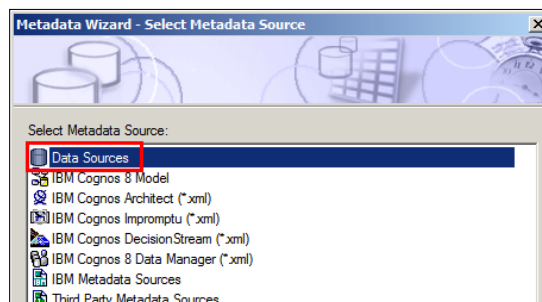 Metadata Wizard - Select Metadata Source
Select Metadata Source:
Data Sources
IBM Cognos 8 Model
IBM Cognos Architect (*.xml)
IBM Cognos Impromptu (*.xml)
IBM Cognos DecisionStream (*.xml)
IBM Cognos 8 Data Manager (*.xml)
IBM Metadata Sources
Third Party Metadata Sources